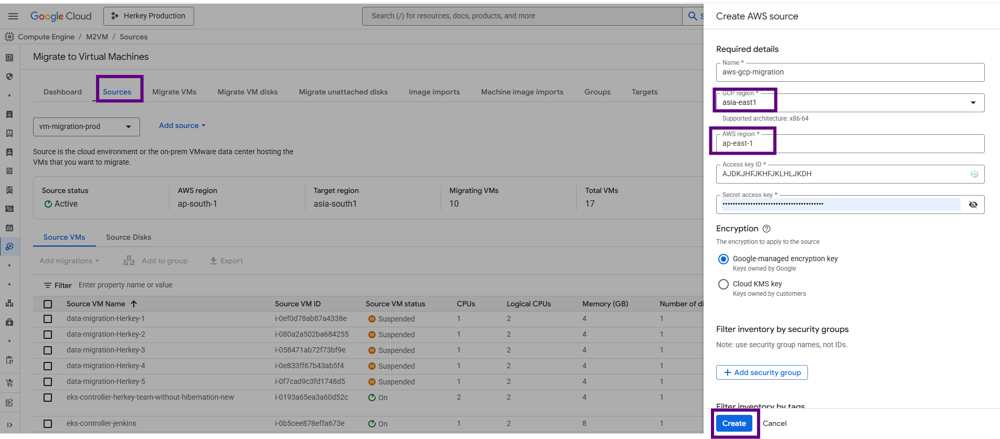 Google Cloud
Herkey Production
Search (/) for resources, docs, products, and more
S
Compute Engine / M2VM / Sources
Migrate to Virtual Machines
Dashboard
Sources
Migrate VMs
Migrate VM disks
Migrate unattached disks
Image imports
Machine image imports
Groups
Targets
vm-migration-prod
Add source
Source is the cloud environment or the on-prem VMware data center hosting the
VMs that you want to migrate.
Source status
Active
AWS region
ap-south-1
Target region
asia-south1
Migrating VMs
10
Total VMs
17
Source VMs
Source Disks
Add migrations
Add to group
Export
Filter Enter property name or value
Source VM Name Source VM ID Source VM status CPUs Logical CPUs Memory (GB) Number of di
data-migration-Herkey-1 i-0ef0d78ab87a4338e Suspended 1 2 4 1
data-migration-Herkey-2 i-080a2a502ba684255 Suspended 1 2 4 1
data-migration-Herkey-3 i-058471ab72f73bf9e Suspended 1 2 4 1
data-migration-Herkey-4 i-0e833ff67b43ab5f4 Suspended 1 2 4 1
data-migration-Herkey-5 i-0f7cad9c3fd1748d5 Suspended 1 2 4 1
eks-controller-herkey-team-without-hibernation-new i-0193a65ea3a60d52c On 2 2 4 1
eks-controller-jenkins i-0b5cee878effa673e On 1 2 8 1
Create AWS source
Required details
Name *
aws-gcp-migration
GCP region *
asia-east1
Supported architecture: x86-64
AWS region *
ap-east-1
Access key ID *
AJDKJHFJKHFJKLHLJKDH
Secret access key *
••••••••••••••••••••••••••••••••••••••••
Encryption
The encryption to apply to the source
Google-managed encryption key
Keys owned by Google
Cloud KMS key
Keys owned by customers
Filter inventory by security groups
Note: use security group names, not IDs.
+ Add security group
Filter inventory by tags
Create
Cancel